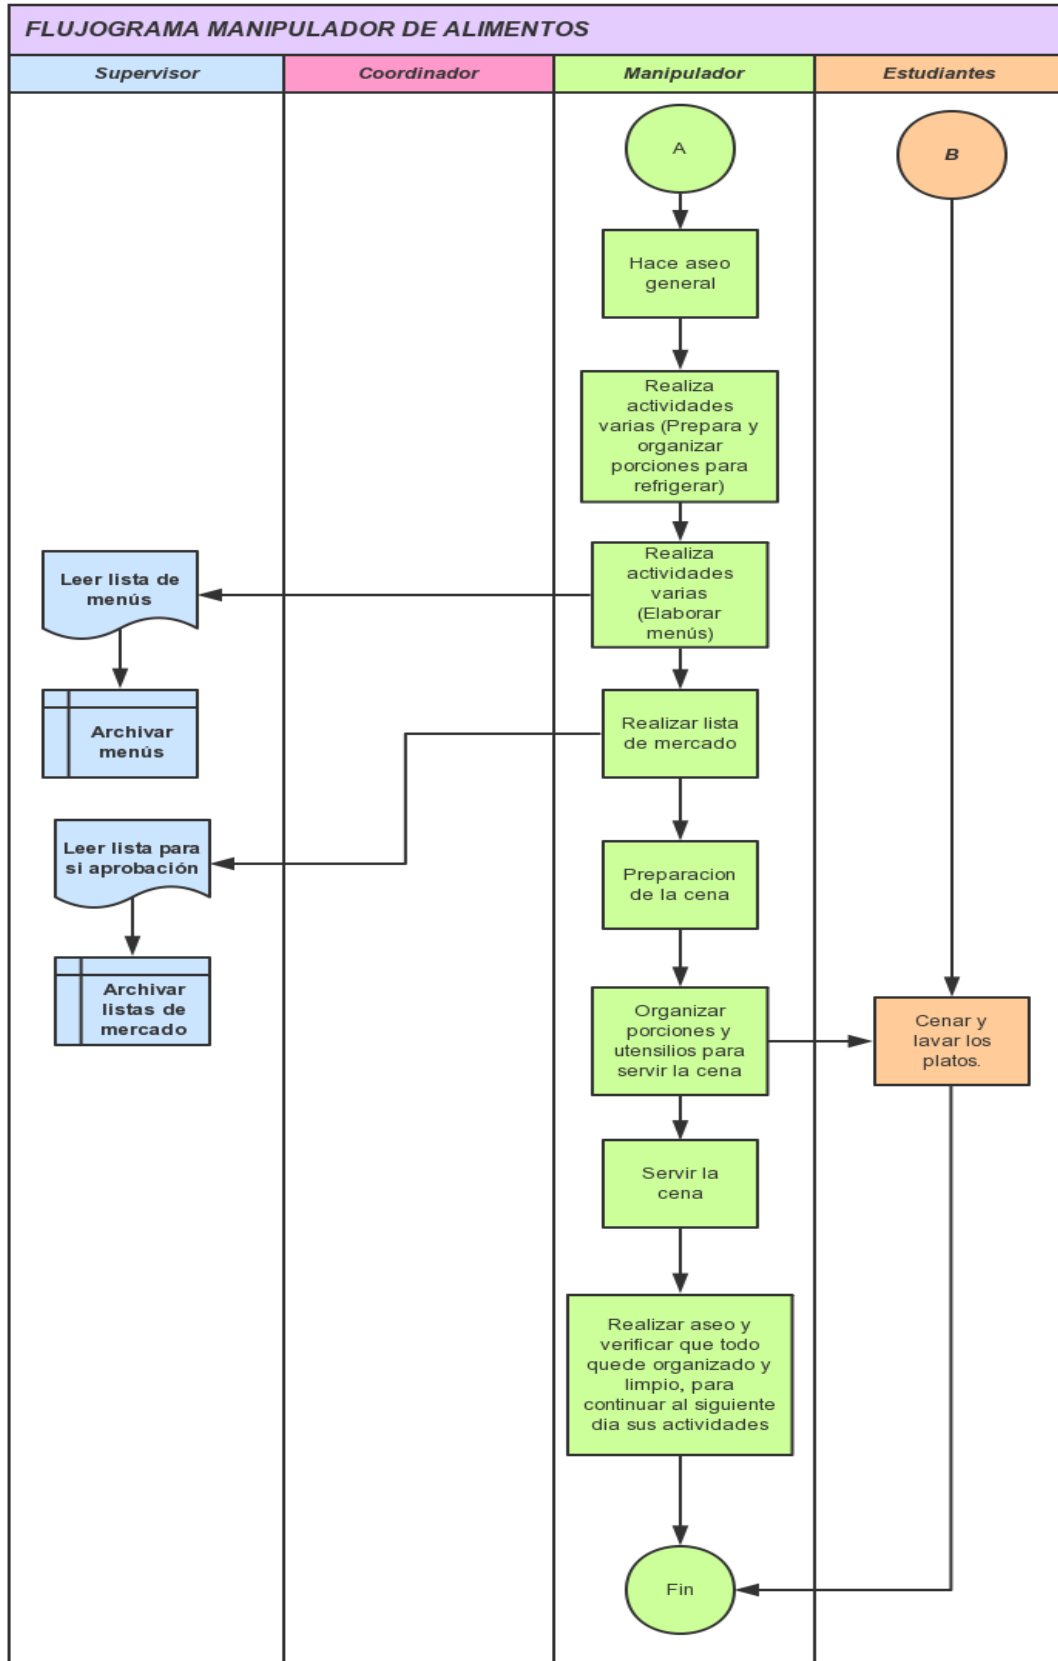 FLUJOGRAMA MANIPULADOR DE ALIMENTOS
Supervisor
Coordinador
Manipulador
Estudiantes
A
B
Hace aseo
general
Realiza
actividades
varias (Prepara y
organizar
porciones para
refrigerar)
Leer lista de
menús
Realiza
actividades
varias
(Elaborar
menús)
Archivar
menús
Realizar lista
de mercado
Leer lista para
si aprobación
Preparacion
de la cena
Archivar
listas de
mercado
Organizar
porciones y
utensilios para
servir la cena
Cenar y
lavar los
platos.
Servir la
cena
Realizar aseo y
verificar que todo
quede organizado y
limpio, para
continuar al siguiente
dia sus actividades
Fin